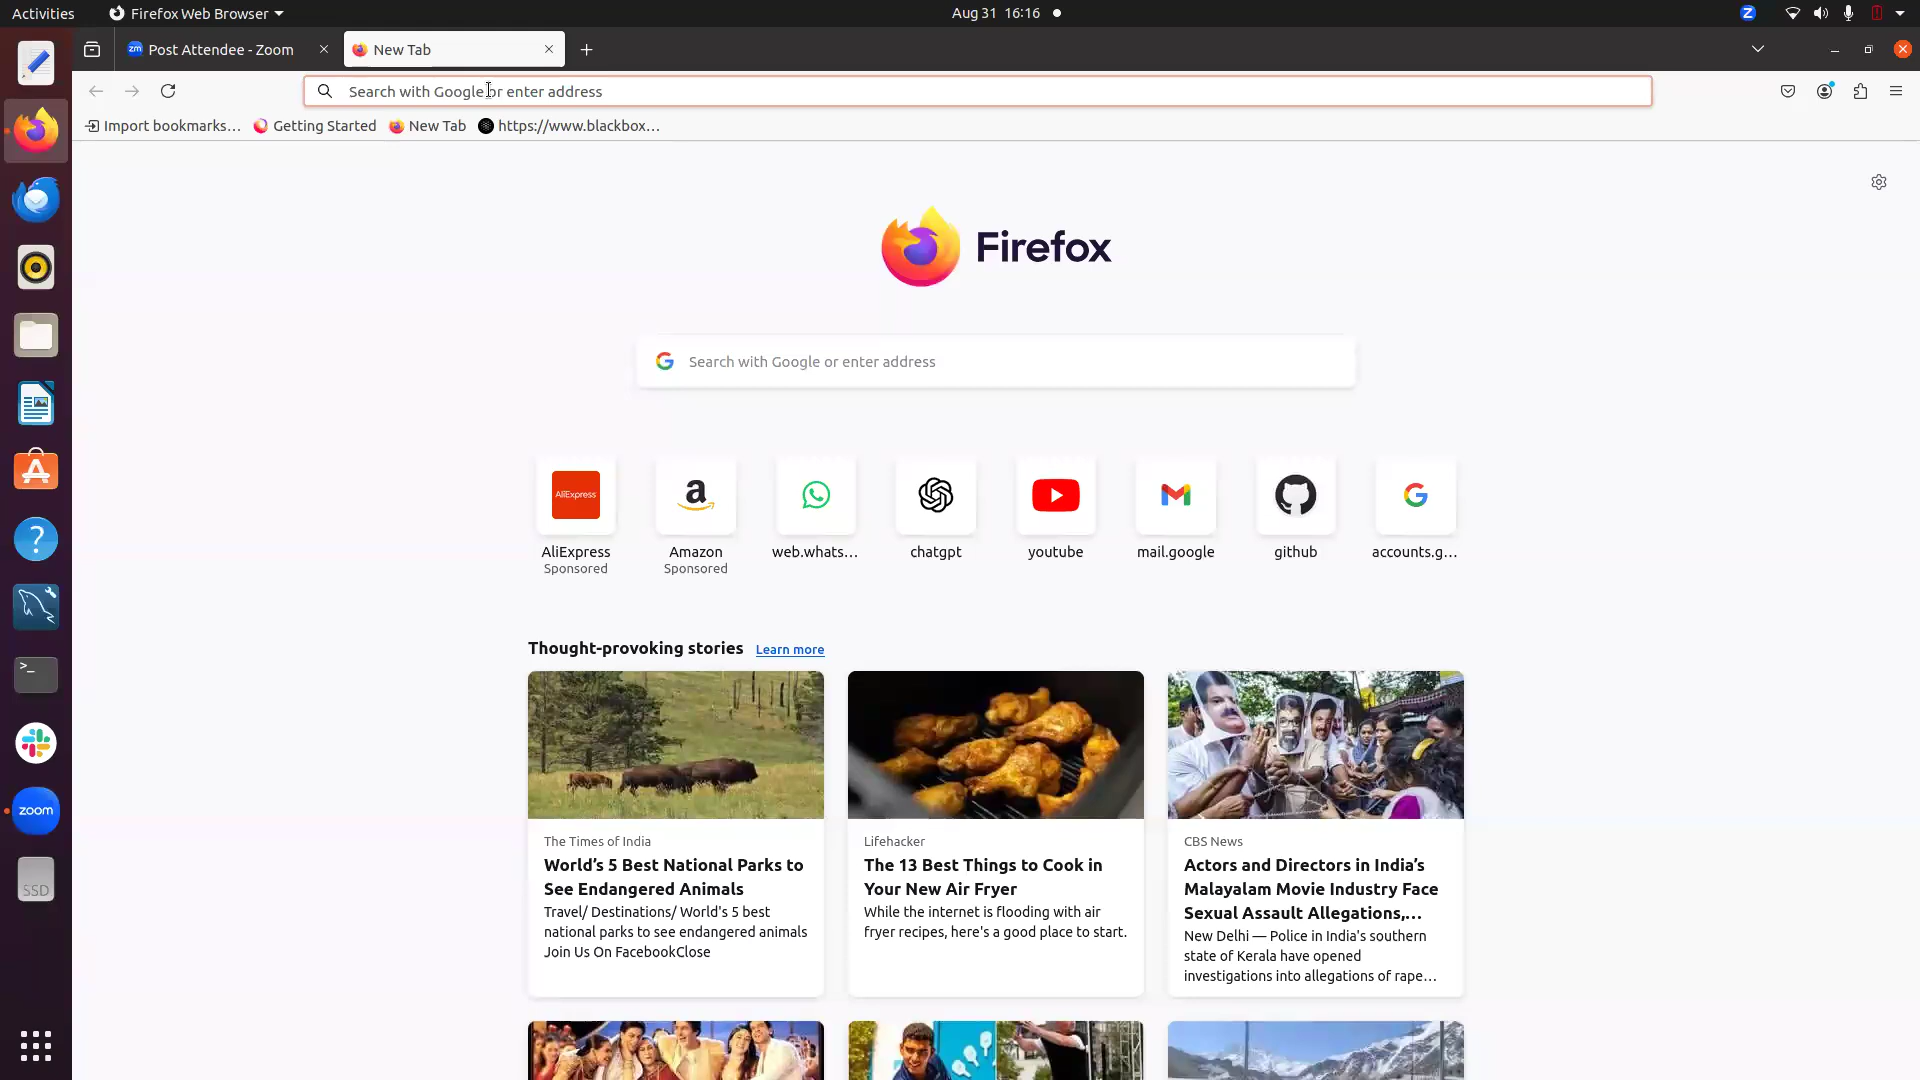 Activities Firefox Web Browser Aug 31 16:16
Post Attendee - Zoom New Tab
Search with Google or enter address
Import bookmarks... Getting Started New Tab https://www.blackbox...
Firefox
Search with Google or enter address
AliExpress
AliExpress Amazon web.whats... chatgpt youtube mail.google github accounts.g...
Sponsored Sponsored
Thought-provoking stories Learn more
The Times of India
World's 5 Best National Parks to
See Endangered Animals
Travel/ Destinations/ World's 5 best
national parks to see endangered animals
Join Us On FacebookClose
Lifehacker
The 13 Best Things to Cook in
Your New Air Fryer
While the internet is flooding with air
fryer recipes, here's a good place to start.
CBS News
Actors and Directors in India's
Malayalam Movie Industry Face
Sexual Assault Allegations,...
New Delhi — Police in India's southern
state of Kerala have opened
investigations into allegations of rape...
zoom
SSD